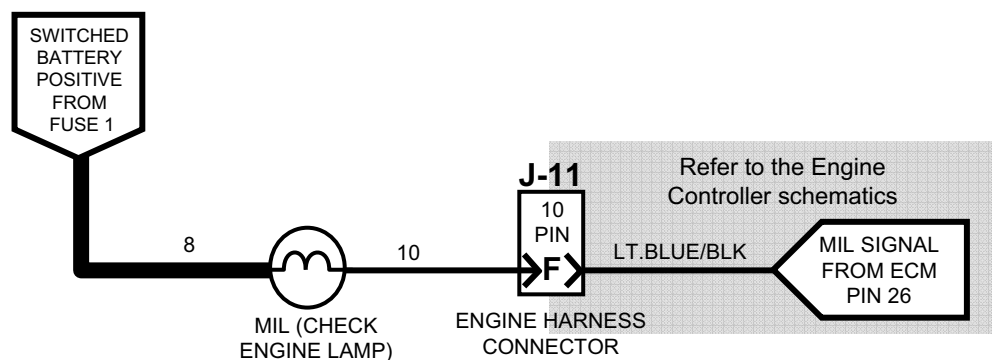 SWITCHED
BATTERY
POSITIVE
FROM
FUSE 1
8
MIL (CHECK
ENGINE LAMP)
10
J-11
10
PIN
F
ENGINE HARNESS
CONNECTOR
Refer to the Engine
Controller schematics
LT.BLUE/BLK
MIL SIGNAL
FROM ECM
PIN 26